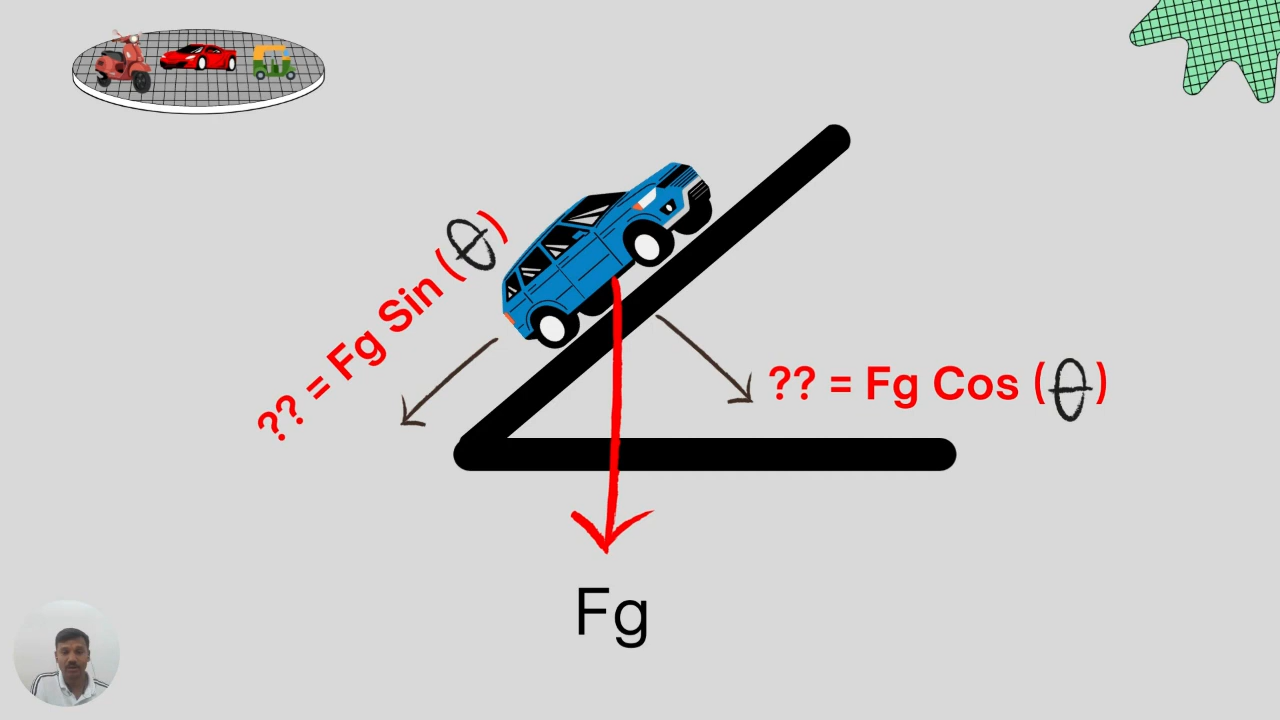 ?? = Fg Sin (θ)
?? = Fg Cos (θ)
Fg